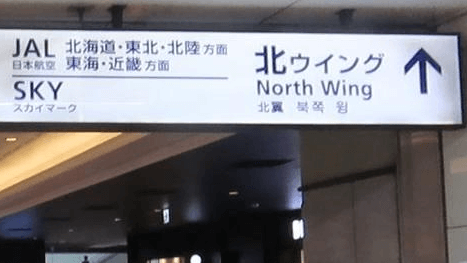 JAL 北海道・東北・北陸方面
日本航空 東海・近畿方面
SKY
スカイマーク
北ウイング
North Wing
北翼 북쪽 윙